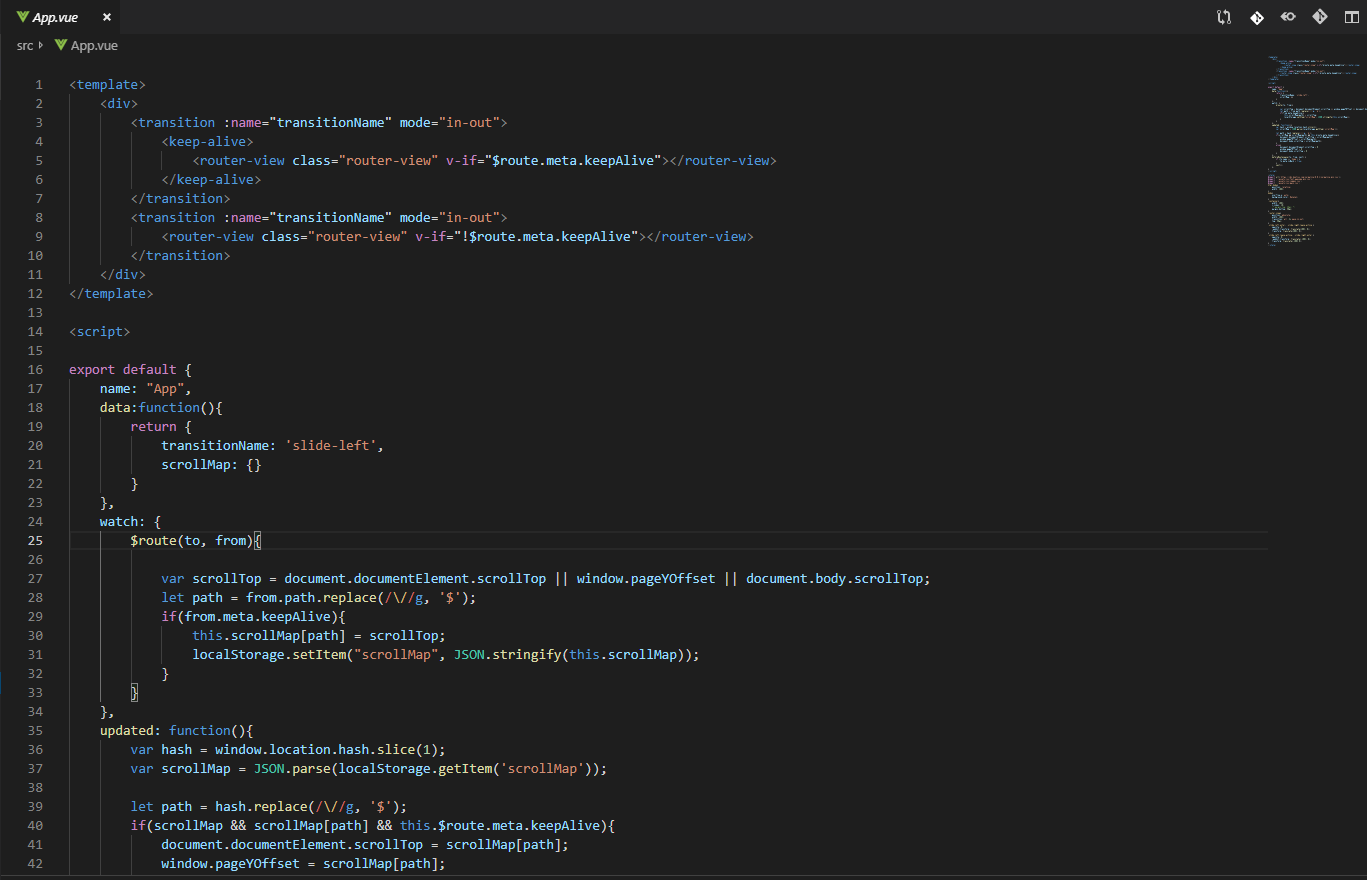 App.vue ×
src App.vue
1 <template>
2 <div>
3 <transition :name="transitionName" mode="in-out">
4 <keep-alive>
5 <router-view class="router-view" v-if="$route.meta.keepAlive"></router-view>
6 </keep-alive>
7 </transition>
8 <transition :name="transitionName" mode="in-out">
9 <router-view class="router-view" v-if="!$route.meta.keepAlive"></router-view>
10 </transition>
11 </div>
12 </template>
13
14 <script>
15
16 export default {
17 name: "App",
18 data:function(){
19 return {
20 transitionName: 'slide-left',
21 scrollMap: {}
22 }
23 },
24 watch: {
25 $route(to, from){
26
27 var scrollTop = document.documentElement.scrollTop || window.pageYOffset || document.body.scrollTop;
28 let path = from.path.replace(/\//g, '$');
29 if(from.meta.keepAlive){
30 this.scrollMap[path] = scrollTop;
31 localStorage.setItem("scrollMap", JSON.stringify(this.scrollMap));
32 }
33 }
34 },
35 updated: function(){
36 var hash = window.location.hash.slice(1);
37 var scrollMap = JSON.parse(localStorage.getItem('scrollMap'));
38
39 let path = hash.replace(/\//g, '$');
40 if(scrollMap && scrollMap[path] && this.$route.meta.keepAlive){
41 document.documentElement.scrollTop = scrollMap[path];
42 window.pageYOffset = scrollMap[path];